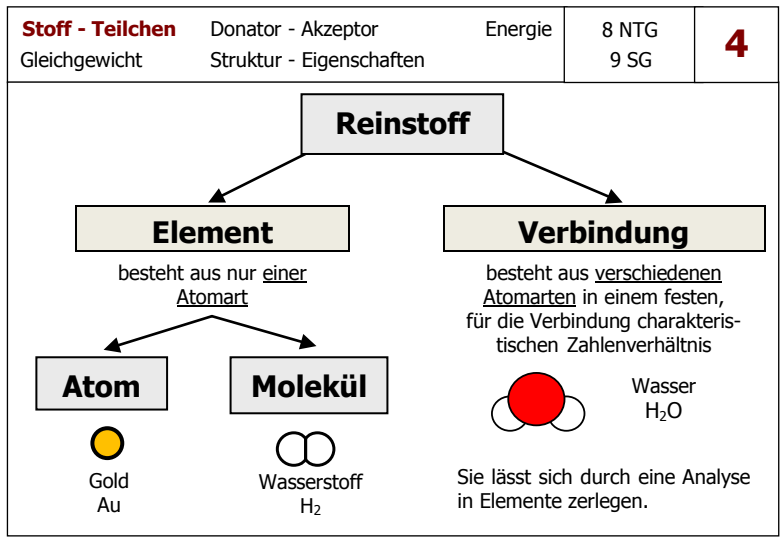 Stoff - Teilchen Donator - Akzeptor Energie 8 NTG 4
Gleichgewicht Struktur - Eigenschaften 9 SG
Reinstoff
Element
besteht aus nur einer
Atomart
Atom
Gold
Au
Molekül
Wasserstoff
H₂
Verbindung
besteht aus verschiedenen
Atomarten in einem festen,
für die Verbindung charakteris-
tischen Zahlenverhältnis
Wasser
H₂O
Sie lässt sich durch eine Analyse
in Elemente zerlegen.